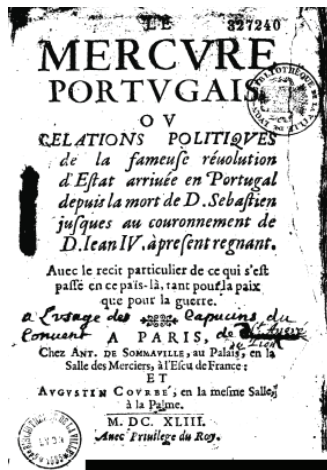 LE
327240
MERCVRE
PORTVGAIS
OV
RELATIONS POLITIQVES
de la fameuſe réuolution
d'Eſtat arriuée en Portugal
depuis la mort de D. Sebaſtien
juſques au couronnement de
D. Iean IV. à preſent regnant.
Auec le recit particulier de ce qui s'eſt
paſſé en ce païs-là, tant pour la paix
que pour la guerre.
a L'vsage des Capucins du
Conuent de
A PARIS,
Chez ANT. DE SOMMAVILLE, au Palais, en la
Salle des Merciers, à l'Eſcu de France :
ET
AVGVSTIN COVRBÉ, en la meſme Salle,
à la Palme.
M. DC. XLIII.
Auec Priuilege du Roy.